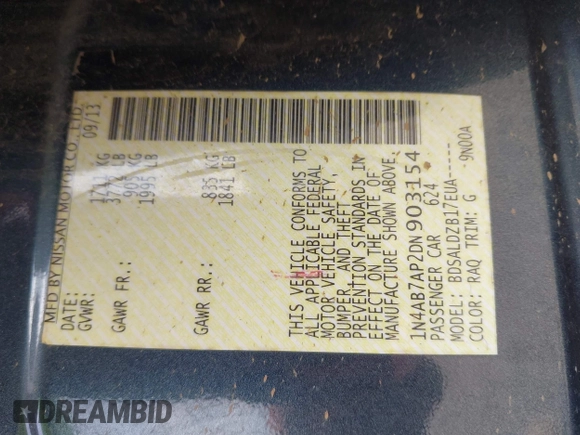 MFD BY NISSAN MOTOR CO., LTD.
DATE: 09/13
GVWR: KG
LB
GAWR FR.: KG
1995 LB
GAWR RR.: 835 KG
1841 LB
THIS VEHICLE CONFORMS TO
ALL APPLICABLE FEDERAL
MOTOR VEHICLE SAFETY,
BUMPER, AND THEFT
PREVENTION STANDARDS IN
EFFECT ON THE DATE OF
MANUFACTURE SHOWN ABOVE.
1N4AB7AP2DN903154
PASSENGER CAR 624
MODEL: BDSALDZB17EUA-----
COLOR: RAQ TRIM: G 9N00A
DREAMBID